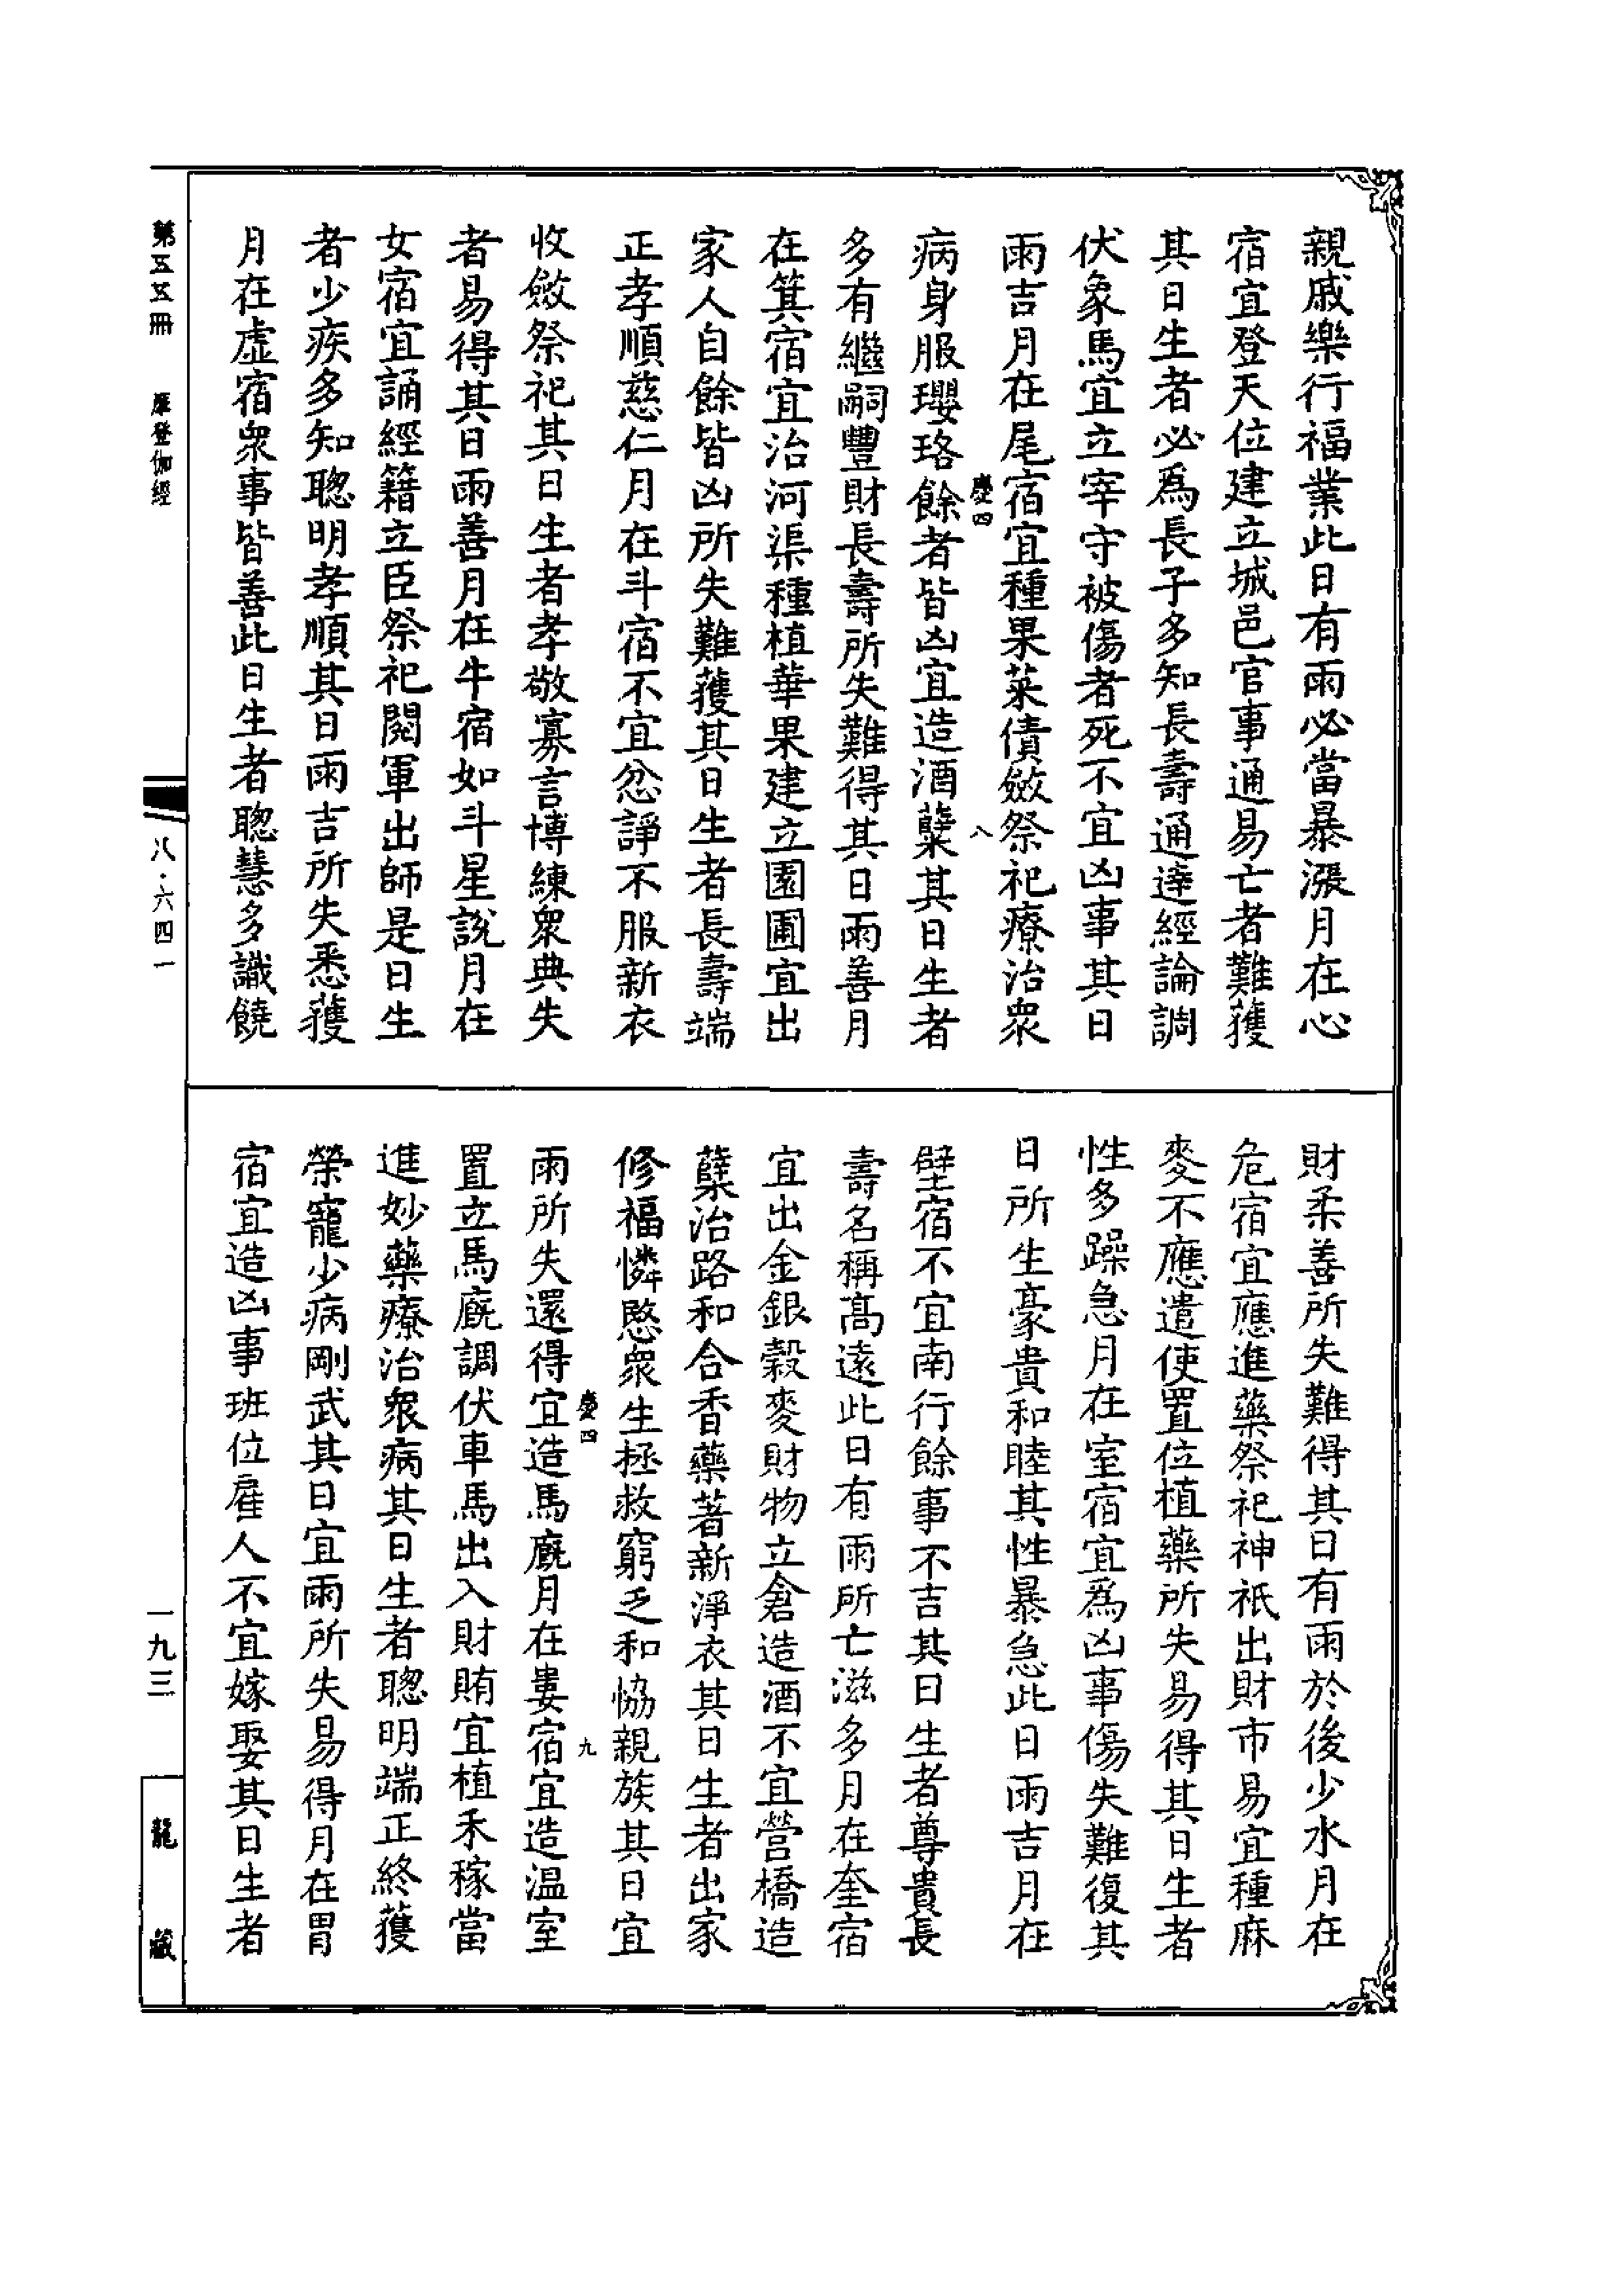 親戚樂行福業此日有雨必當暴漲月在心
宿宜登天位建立城邑官事通易亡者難獲
其日生者必爲長子多知長壽通達經論調
伏象馬宜立宰守被傷者死不宜凶事其日
雨吉月在尾宿宜種果菜債斂祭祀療治衆
慶四
八
病身服瓔珞餘者皆凶宜造酒糵其日生者
多有繼嗣豐財長壽所失難得其日雨善月
在箕宿宜治河渠種植華果建立園圃宜出
家人自餘皆凶所失難獲其日生者長壽端
正孝順慈仁月在斗宿不宜忿諍不服新衣
收斂祭祀其日生者孝敬寡言博練衆典失
者易得其日雨善月在牛宿如斗星說月在
女宿宜誦經籍立臣祭祀閱軍出師是日生
者少疾多知聰明孝順其日雨吉所失悉獲
月在虛宿衆事皆善此日生者聰慧多識饒
財柔善所失難得其日有雨於後少水月在
危宿宜應進藥祭祀神祇出財市易宜種麻
麥不應遣使置位植藥所失易得其日生者
性多躁急月在室宿宜爲凶事傷失難復其
日所生豪貴和睦其性暴急此日雨吉月在
壁宿不宜南行餘事不吉其日生者尊貴長
壽名稱高遠此日有雨所亡滋多月在奎宿
宜出金銀穀麥財物立倉造酒不宜營橋造
糵治路和合香藥著新淨衣其日生者出家
修福憐愍衆生拯救窮乏和協親族其日宜
慶四
九
雨所失還得宜造馬廐月在婁宿宜造温室
置立馬廐調伏車馬出入財賄宜植禾稼當
進妙藥療治衆病其日生者聰明端正終獲
榮寵少病剛武其日宜雨所失易得月在胃
宿宜造凶事班位雇人不宜嫁娶其日生者
第五五冊
摩登伽經
八·六四一
一九三
龍藏